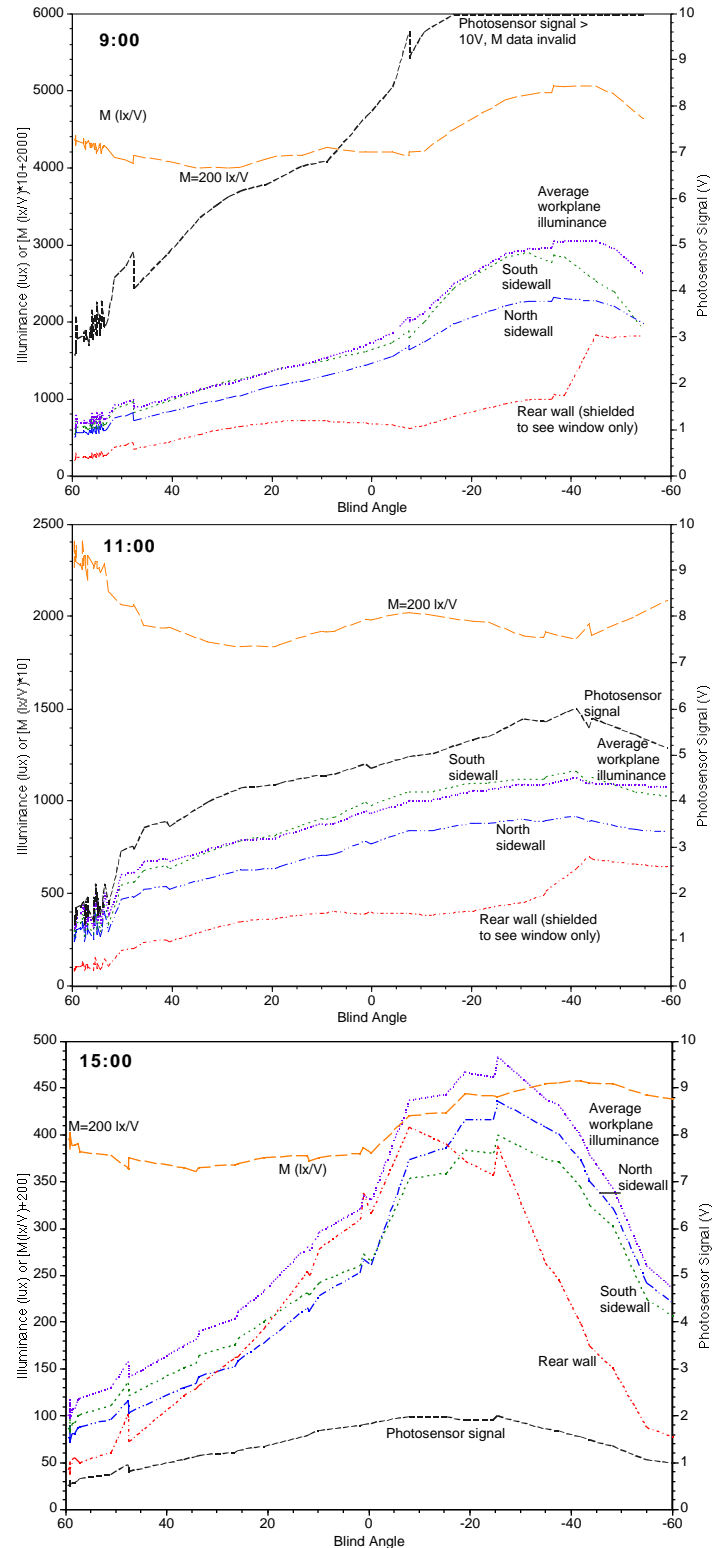 9:00
Photosensor signal >
10V, M data invalid
M (lx/V)
M=200 lx/V
Average
workplane
illuminance
South
sidewall
North
sidewall
Rear wall (shielded
to see window only)
6000
5000
4000
3000
2000
1000
0
10
9
8
7
6
5
4
3
2
1
0
60
40
20
0
-20
-40
-60
Blind Angle
Illuminance (lux) or [M (lx/V)*10+2000]
Photosensor Signal (V)
11:00
M=200 lx/V
Photosensor
signal
South
sidewall
Average
workplane
illuminance
North
sidewall
Rear wall (shielded
to see window only)
2500
2000
1500
1000
500
0
10
9
8
7
6
5
4
3
2
1
0
60
40
20
0
-20
-40
-60
Blind Angle
Illuminance (lux) or [M (lx/V)*10]
Photosensor Signal (V)
15:00
M=200 lx/V
M (lx/V)
Average workplane
illuminance
North
sidewall
South
sidewall
Rear wall
Photosensor signal
500
450
400
350
300
250
200
150
100
50
0
10
9
8
7
6
5
4
3
2
1
0
60
40
20
0
-20
-40
-60
Blind Angle
Illuminance (lux) or [M(lx/V)+200]
Photosensor Signal (V)